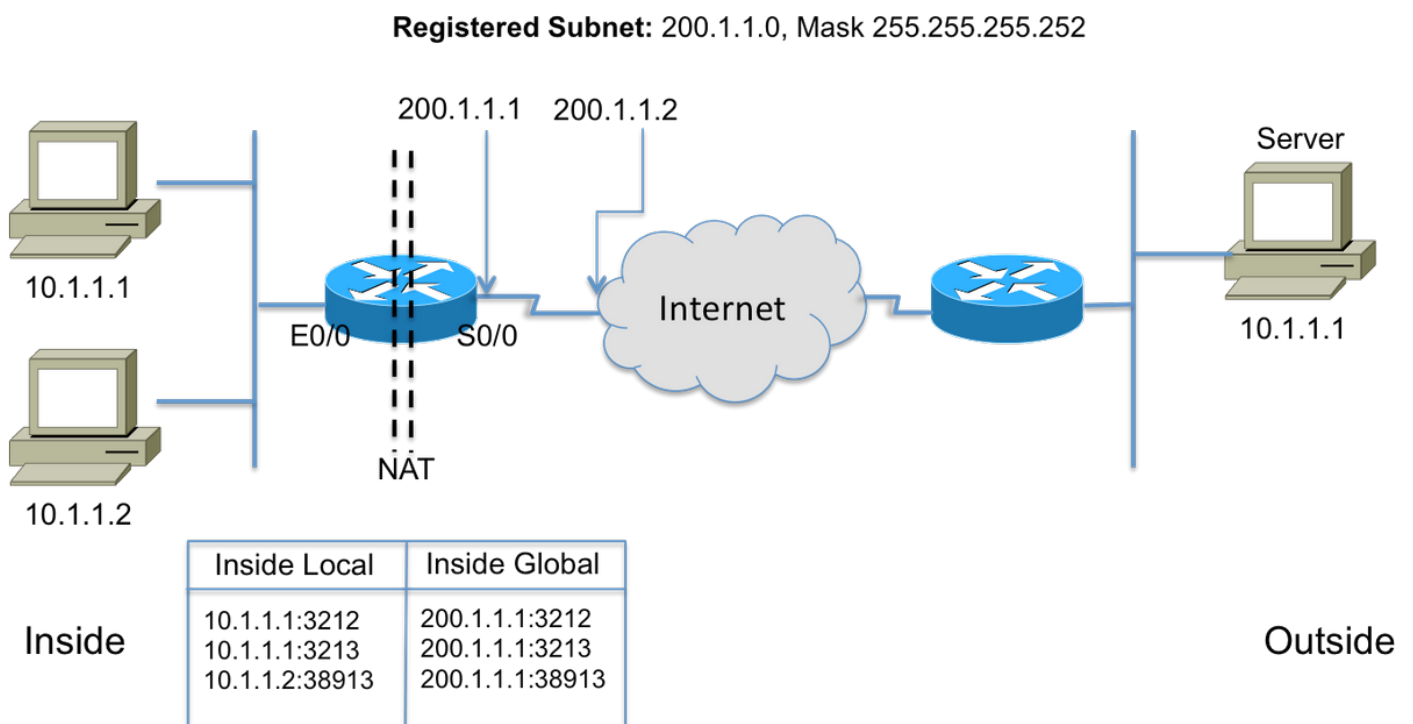 Registered Subnet: 200.1.1.0, Mask 255.255.255.252
200.1.1.1 200.1.1.2
Server
10.1.1.1
Internet
E0/0 S0/0
10.1.1.1
NAT
10.1.1.2
Inside Local Inside Global
10.1.1.1:3212 200.1.1.1:3212
10.1.1.1:3213 200.1.1.1:3213
10.1.1.2:38913 200.1.1.1:38913
Inside
Outside